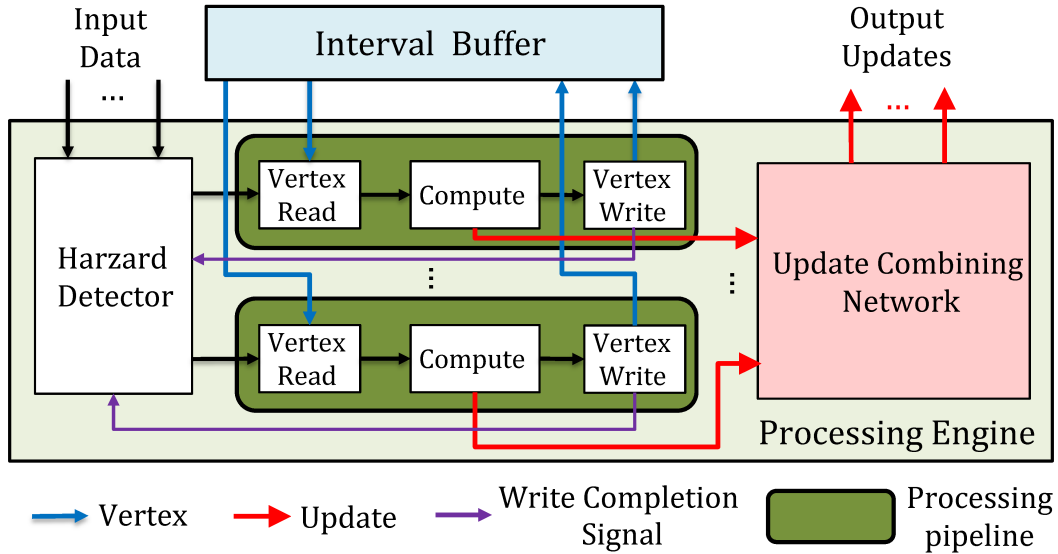 Input
Data
...
Interval Buffer
Output
Updates
...
Vertex
Read
Compute
Vertex
Write
Harzard
Detector
...
...
Update Combining
Network
Vertex
Read
Compute
Vertex
Write
Processing Engine
Vertex
Update
Write Completion
Signal
Processing
pipeline